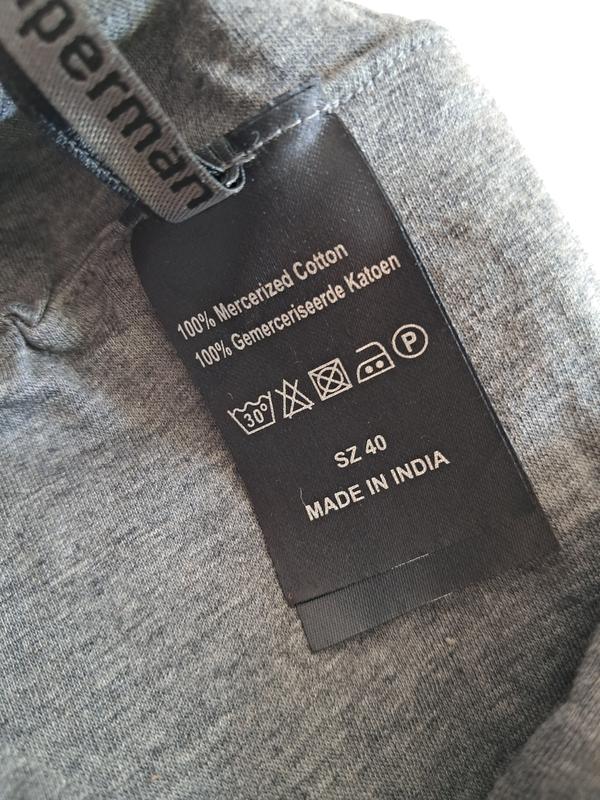 perman
100% Mercerized Cotton
100% Gemerceriseerde Katoen
30°
P
SZ 40
MADE IN INDIA